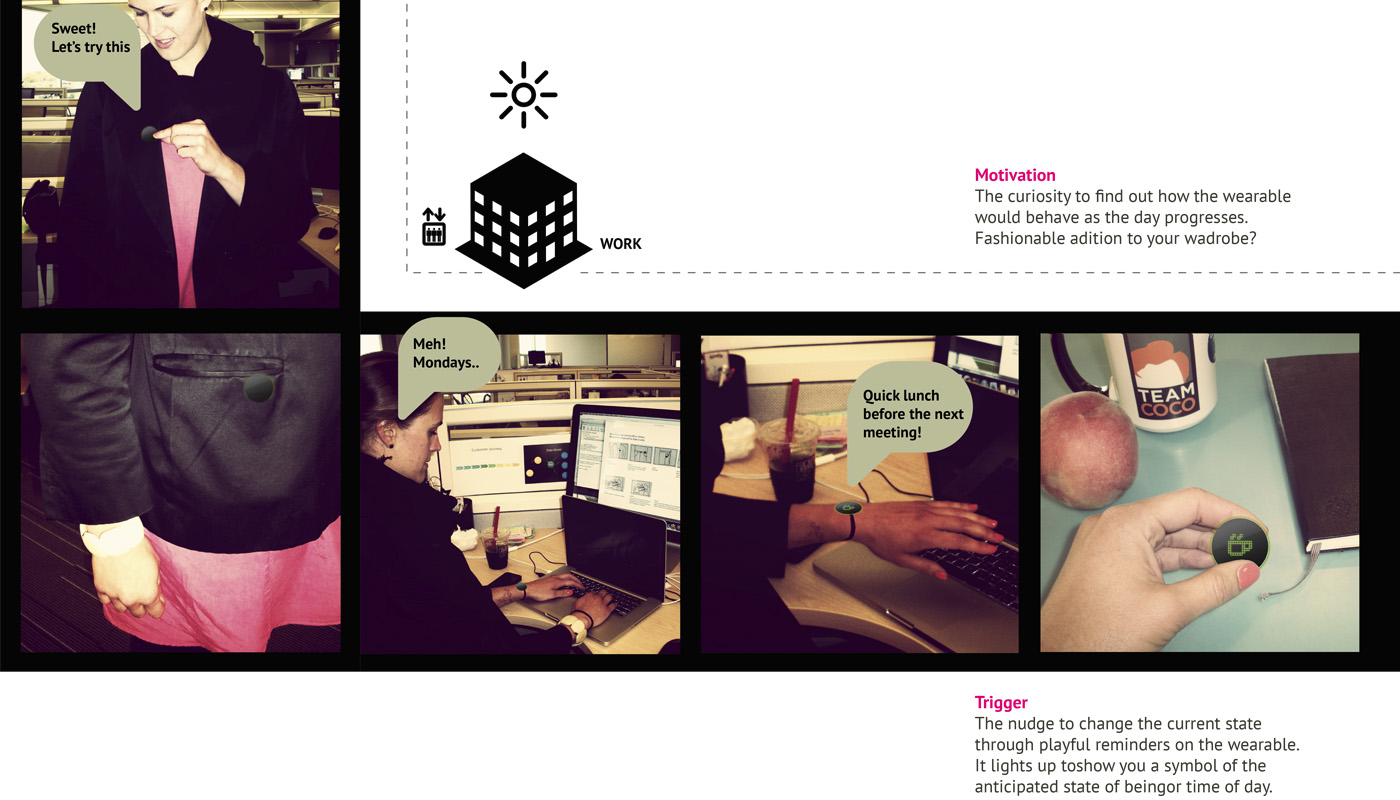 Sweet!
Let's try this
WORK
Motivation
The curiosity to find out how the wearable
would behave as the day progresses.
Fashionable adition to your wadrobe?
Meh!
Mondays..
Quick lunch
before the next
meeting!
TEAM
COCO
Trigger
The nudge to change the current state
through playful reminders on the wearable.
It lights up toshow you a symbol of the
anticipated state of beingor time of day.